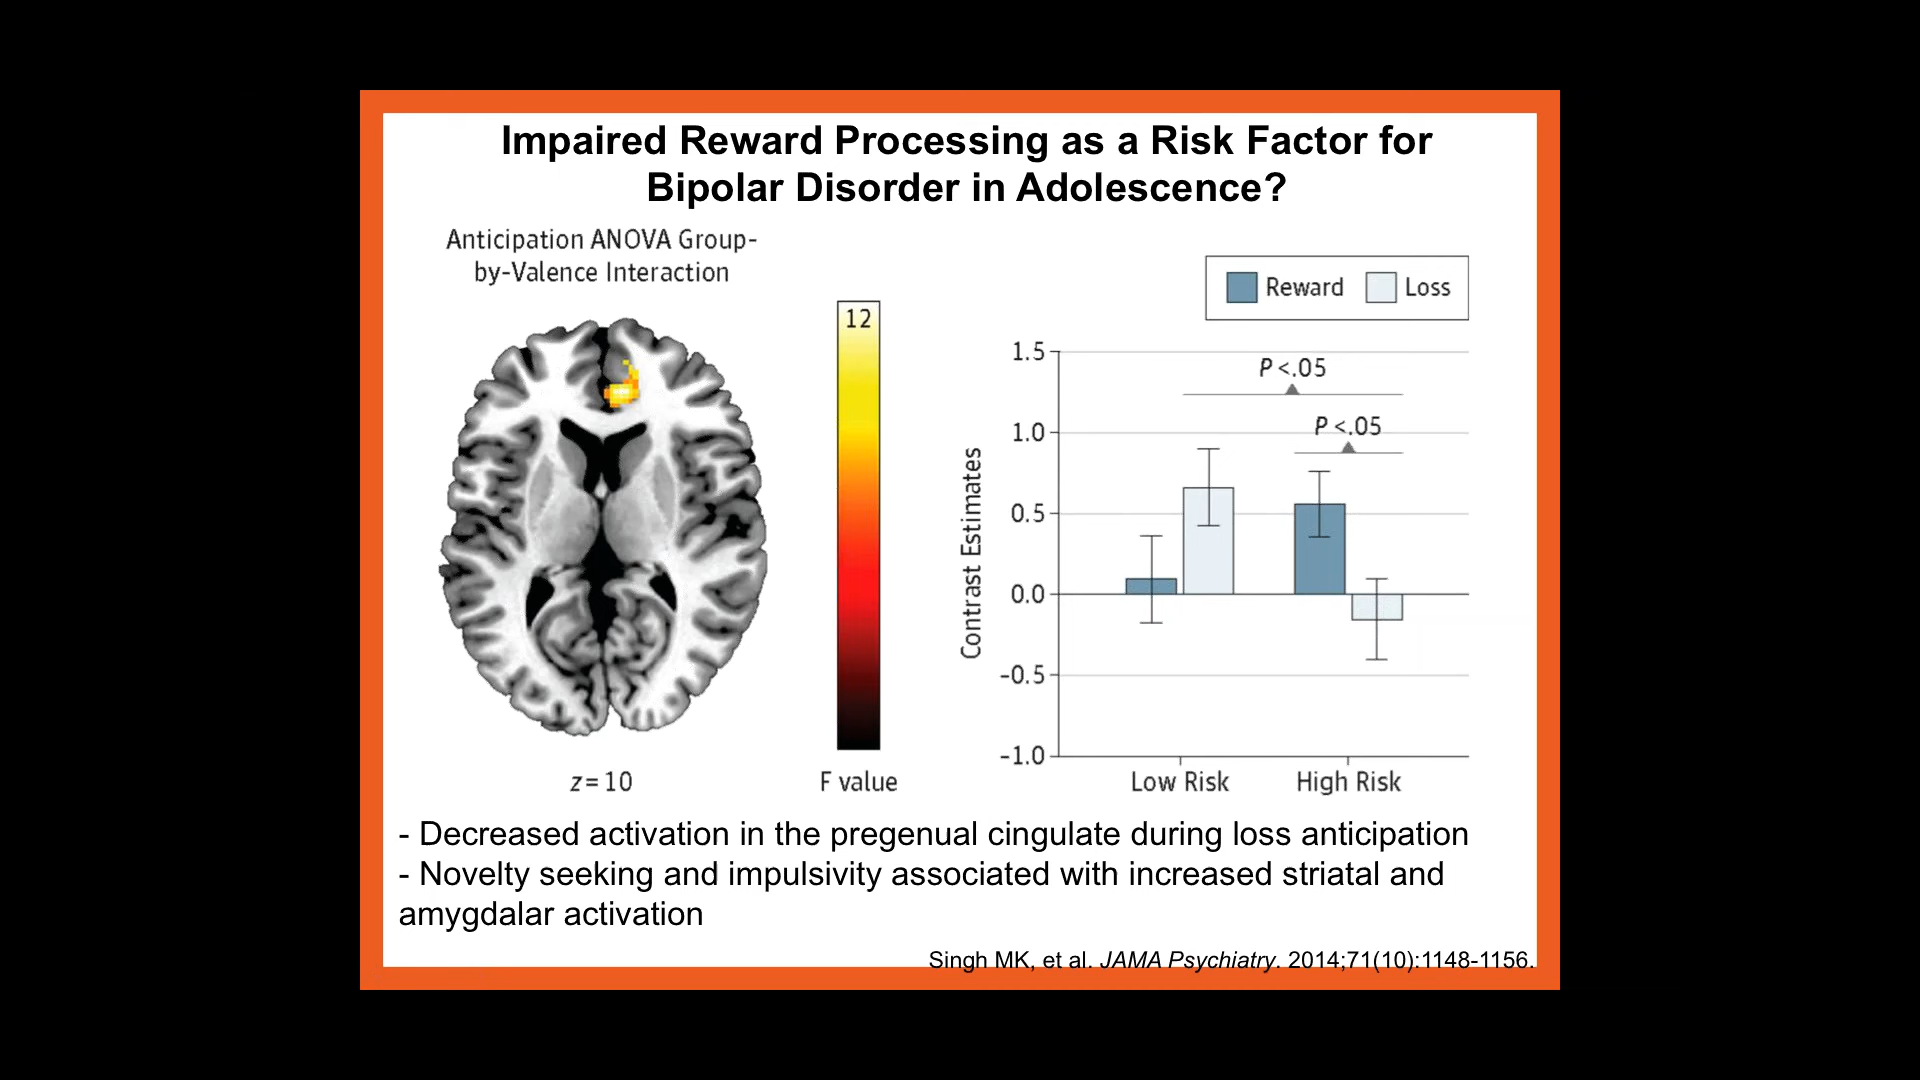 Impaired Reward Processing as a Risk Factor for
Bipolar Disorder in Adolescence?
Anticipation ANOVA Group-
by-Valence Interaction
12
z=10
F value
Reward
Loss
Contrast Estimates
1.5
1.0
0.5
0.0
-0.5
-1.0
P <.05
P <.05
Low Risk
High Risk
- Decreased activation in the pregenual cingulate during loss anticipation
- Novelty seeking and impulsivity associated with increased striatal and
amygdalar activation
Singh MK, et al. JAMA Psychiatry. 2014;71(10):1148-1156.